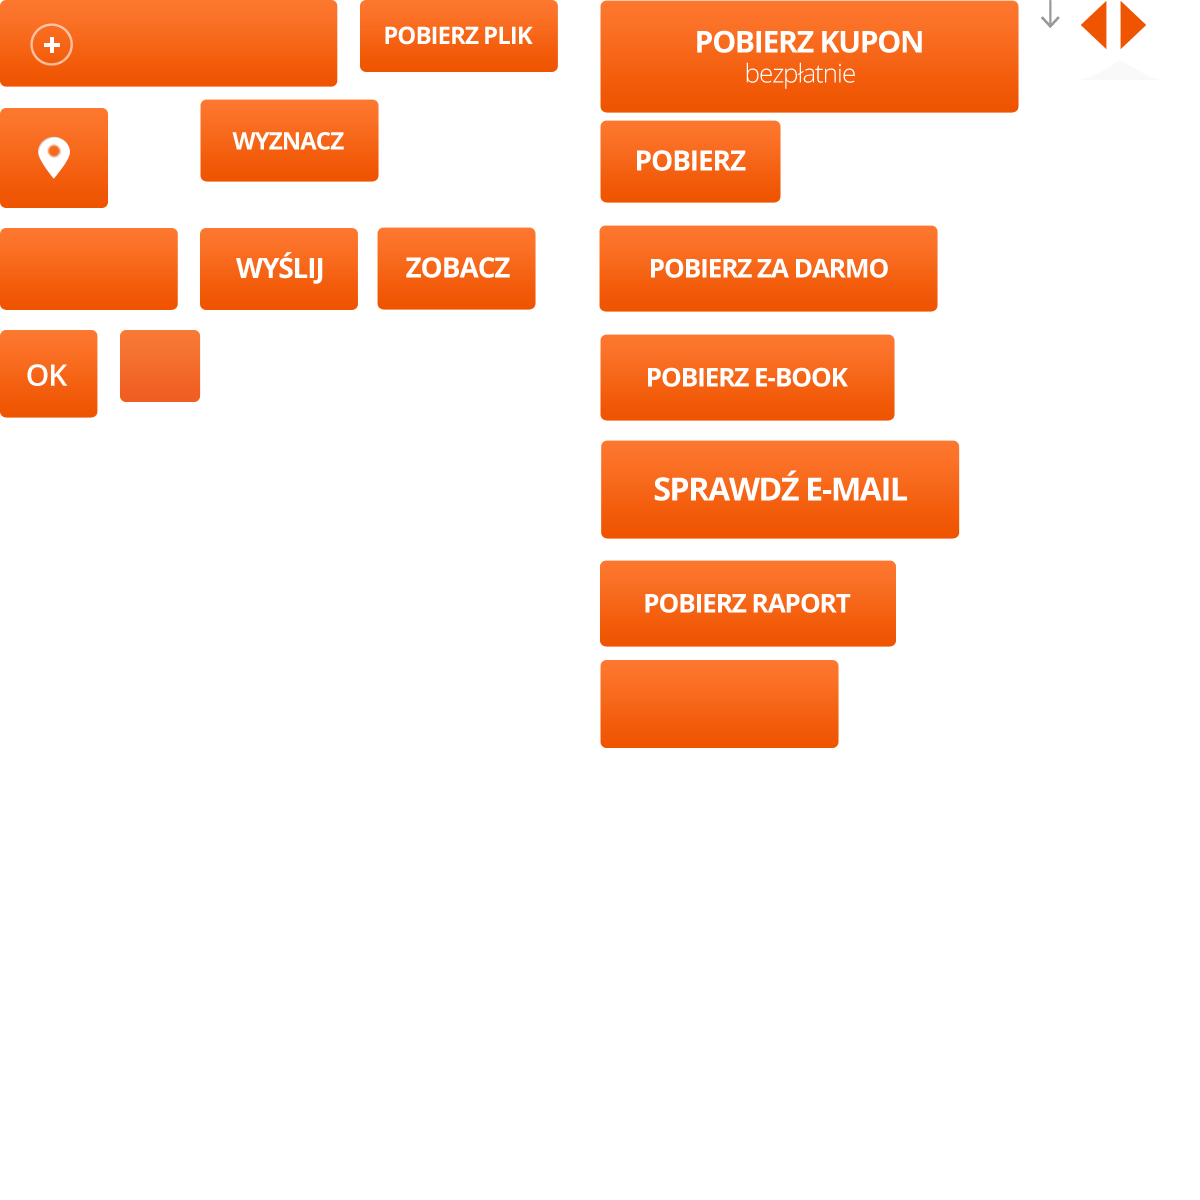 POBIERZ PLIK
WYZNACZ
WYŚLIJ
ZOBACZ
OK
POBIERZ KUPON
bezpłatnie
POBIERZ
POBIERZ ZA DARMO
POBIERZ E-BOOK
SPRAWDŹ E-MAIL
POBIERZ RAPORT